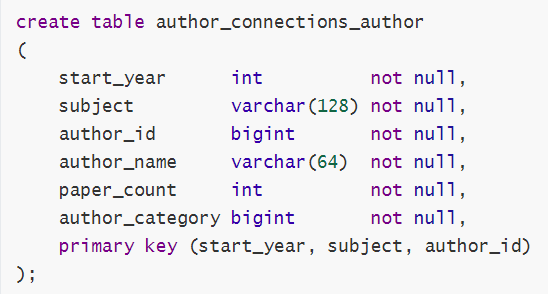 create table author_connections_author
(
    start_year      int          not null,
    subject         varchar(128) not null,
    author_id       bigint       not null,
    author_name     varchar(64)  not null,
    paper_count     int          not null,
    author_category bigint       not null,
    primary key (start_year, subject, author_id)
);